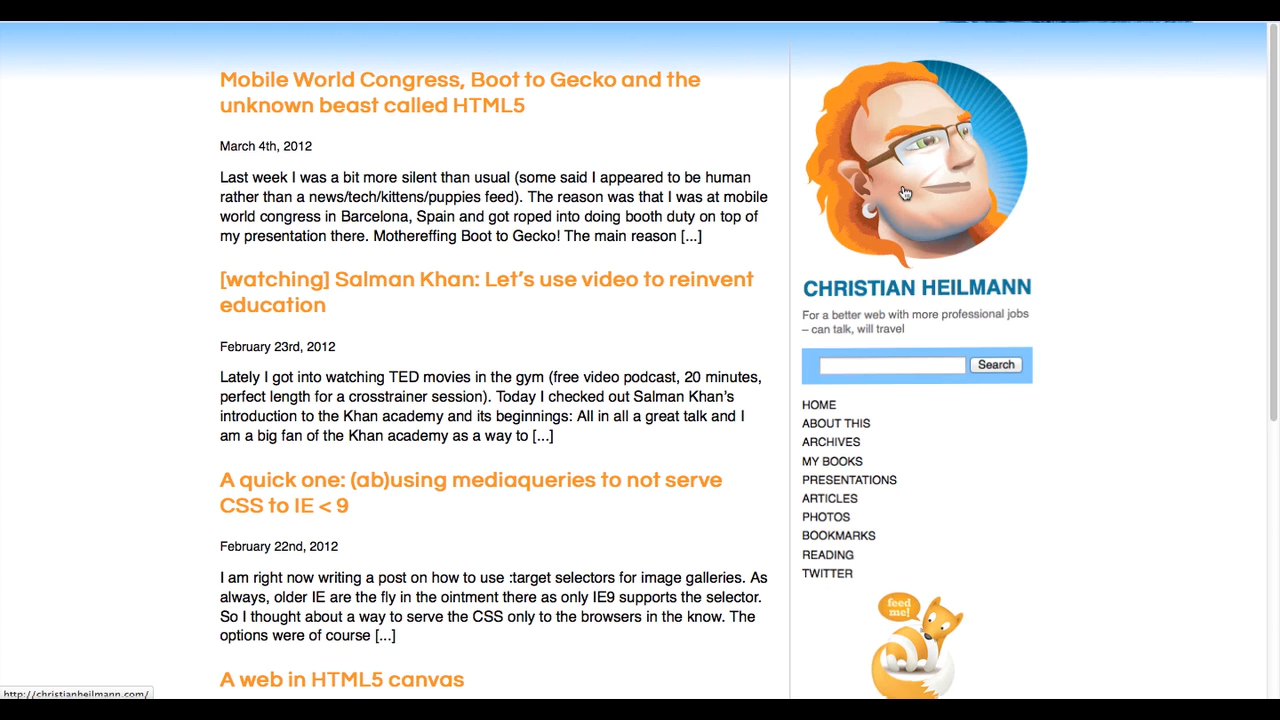 Mobile World Congress, Boot to Gecko and the
unknown beast called HTML5
March 4th, 2012
Last week I was a bit more silent than usual (some said I appeared to be human
rather than a news/tech/kittens/puppies feed). The reason was that I was at mobile
world congress in Barcelona, Spain and got roped into doing booth duty on top of
my presentation there. Mothereffing Boot to Gecko! The main reason [...]
[watching] Salman Khan: Let’s use video to reinvent
education
February 23rd, 2012
Lately I got into watching TED movies in the gym (free video podcast, 20 minutes,
perfect length for a crosstrainer session). Today I checked out Salman Khan’s
introduction to the Khan academy and its beginnings: All in all a great talk and I
am a big fan of the Khan academy as a way to [...]
A quick one: (ab)using mediaqueries to not serve
CSS to IE < 9
February 22nd, 2012
I am right now writing a post on how to use :target selectors for image galleries. As
always, older IE are the fly in the ointment there as only IE9 supports the selector.
So I thought about a way to serve the CSS only to the browsers in the know. The
options were of course [...]
A web in HTML5 canvas
CHRISTIAN HEILMANN
For a better web with more professional jobs
– can talk, will travel
Search
HOME
ABOUT THIS
ARCHIVES
MY BOOKS
PRESENTATIONS
ARTICLES
PHOTOS
BOOKMARKS
READING
TWITTER
feed
me!
http://christianheilmann.com/